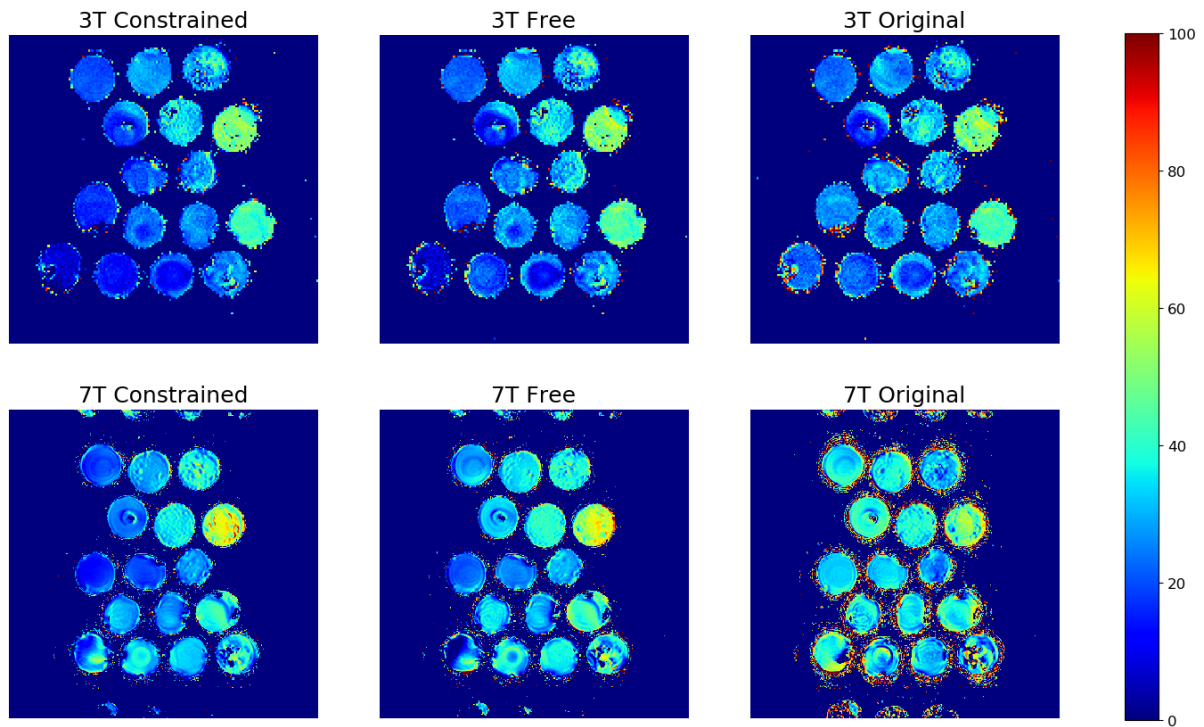 3T Constrained
3T Free
3T Original
100
80
60
40
20
0
7T Constrained
7T Free
7T Original